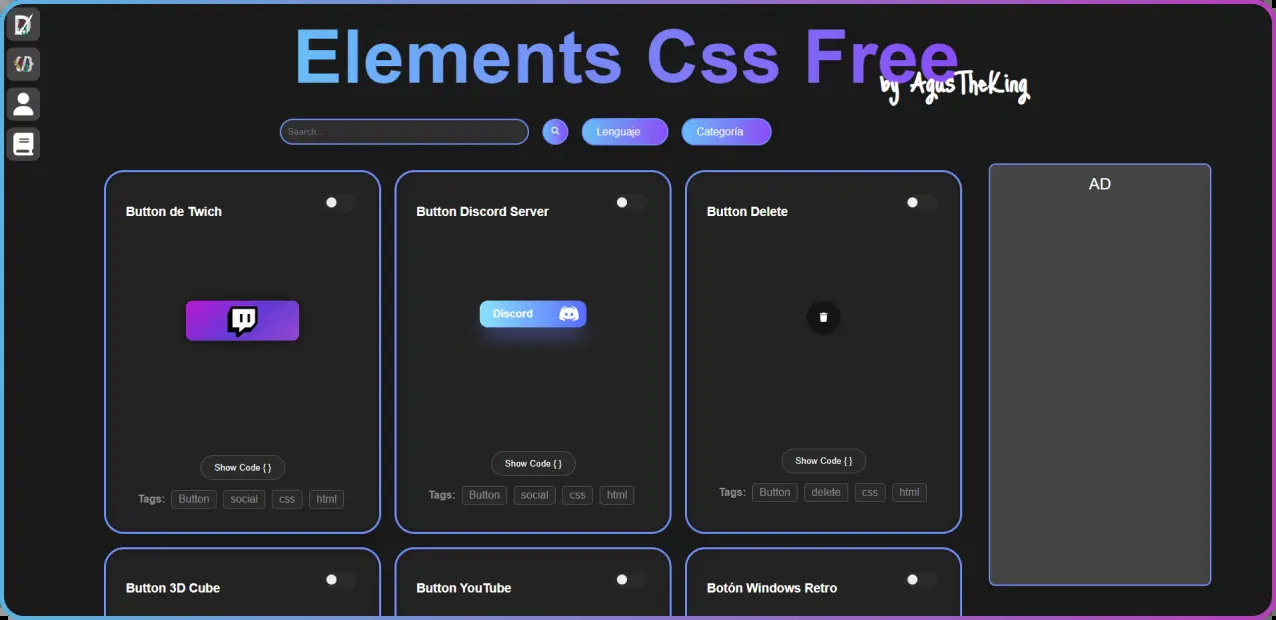 Elements Css Free
by AgusTheKing
Search...
Lenguaje
Categoría
AD
Button de Twich
Button Discord Server
Button Delete
Discord
Show Code { }
Show Code { }
Show Code { }
Tags: Button social css html
Tags: Button social css html
Tags: Button delete css html
Button 3D Cube
Button YouTube
Botón Windows Retro